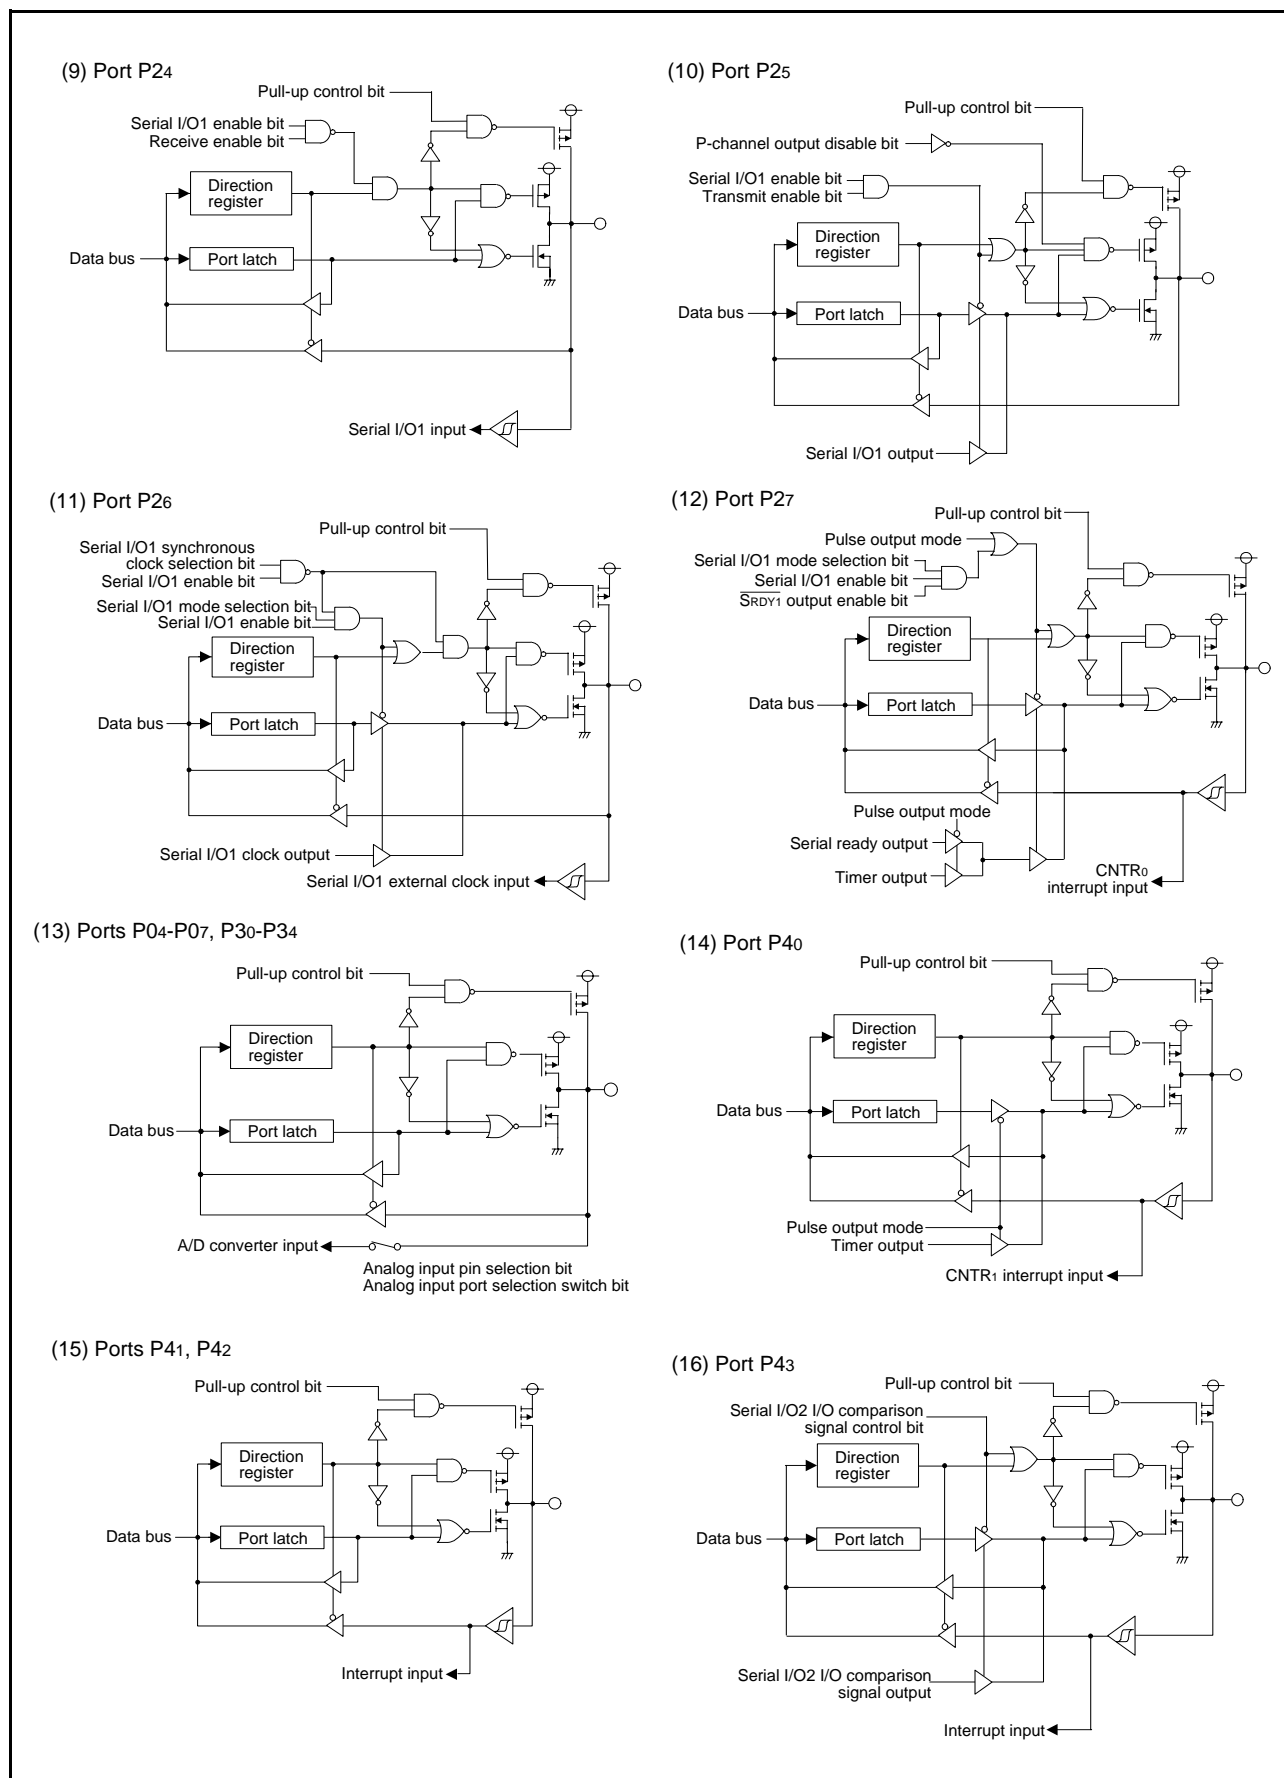 (9) Port P24
Pull-up control bit
Serial I/O1 enable bit
Receive enable bit
Direction
register
Data bus
Port latch
Serial I/O1 input
(10) Port P25
Pull-up control bit
P-channel output disable bit
Serial I/O1 enable bit
Transmit enable bit
Direction
register
Data bus
Port latch
Serial I/O1 output
(11) Port P26
Pull-up control bit
Serial I/O1 synchronous
clock selection bit
Serial I/O1 enable bit
Serial I/O1 mode selection bit
Serial I/O1 enable bit
Direction
register
Data bus
Port latch
Serial I/O1 clock output
Serial I/O1 external clock input
(12) Port P27
Pull-up control bit
Pulse output mode
Serial I/O1 mode selection bit
Serial I/O1 enable bit
SRDY1 output enable bit
Direction
register
Data bus
Port latch
Pulse output mode
Serial ready output
Timer output
CNTR0
interrupt input
(13) Ports P04-P07, P30-P34
Pull-up control bit
Direction
register
Data bus
Port latch
A/D converter input
Analog input pin selection bit
Analog input port selection switch bit
(14) Port P40
Pull-up control bit
Direction
register
Data bus
Port latch
Pulse output mode
Timer output
CNTR1 interrupt input
(15) Ports P41, P42
Pull-up control bit
Direction
register
Data bus
Port latch
Interrupt input
(16) Port P43
Pull-up control bit
Serial I/O2 I/O comparison
signal control bit
Direction
register
Data bus
Port latch
Serial I/O2 I/O comparison
signal output
Interrupt input